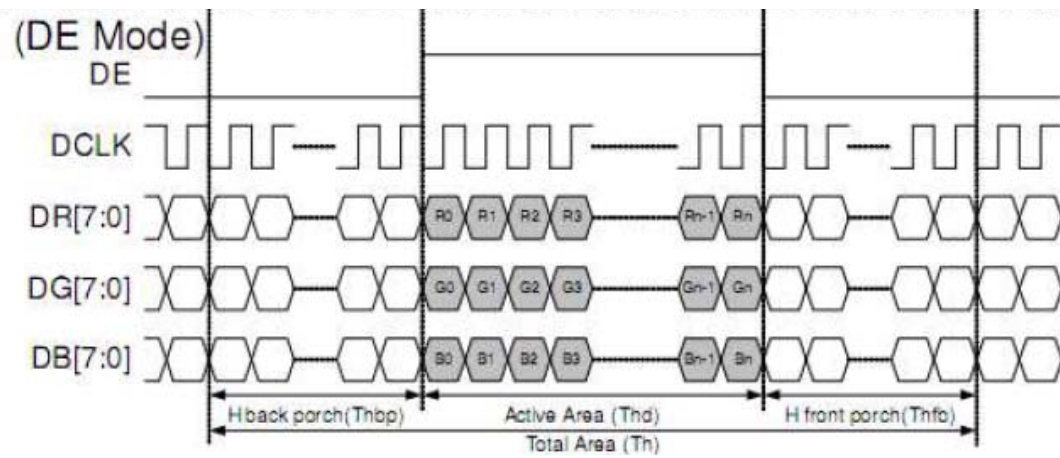 (DE Mode)
DE
DCLK
DR[7:0] R0 R1 R2 R3 Rn-1 Rn
DG[7:0] G0 G1 G2 G3 Gn-1 Gn
DB[7:0] B0 B1 B2 B3 Bn-1 Bn
H back porch(Thbp) Active Area (Thd) H front porch(Thfb)
Total Area (Th)